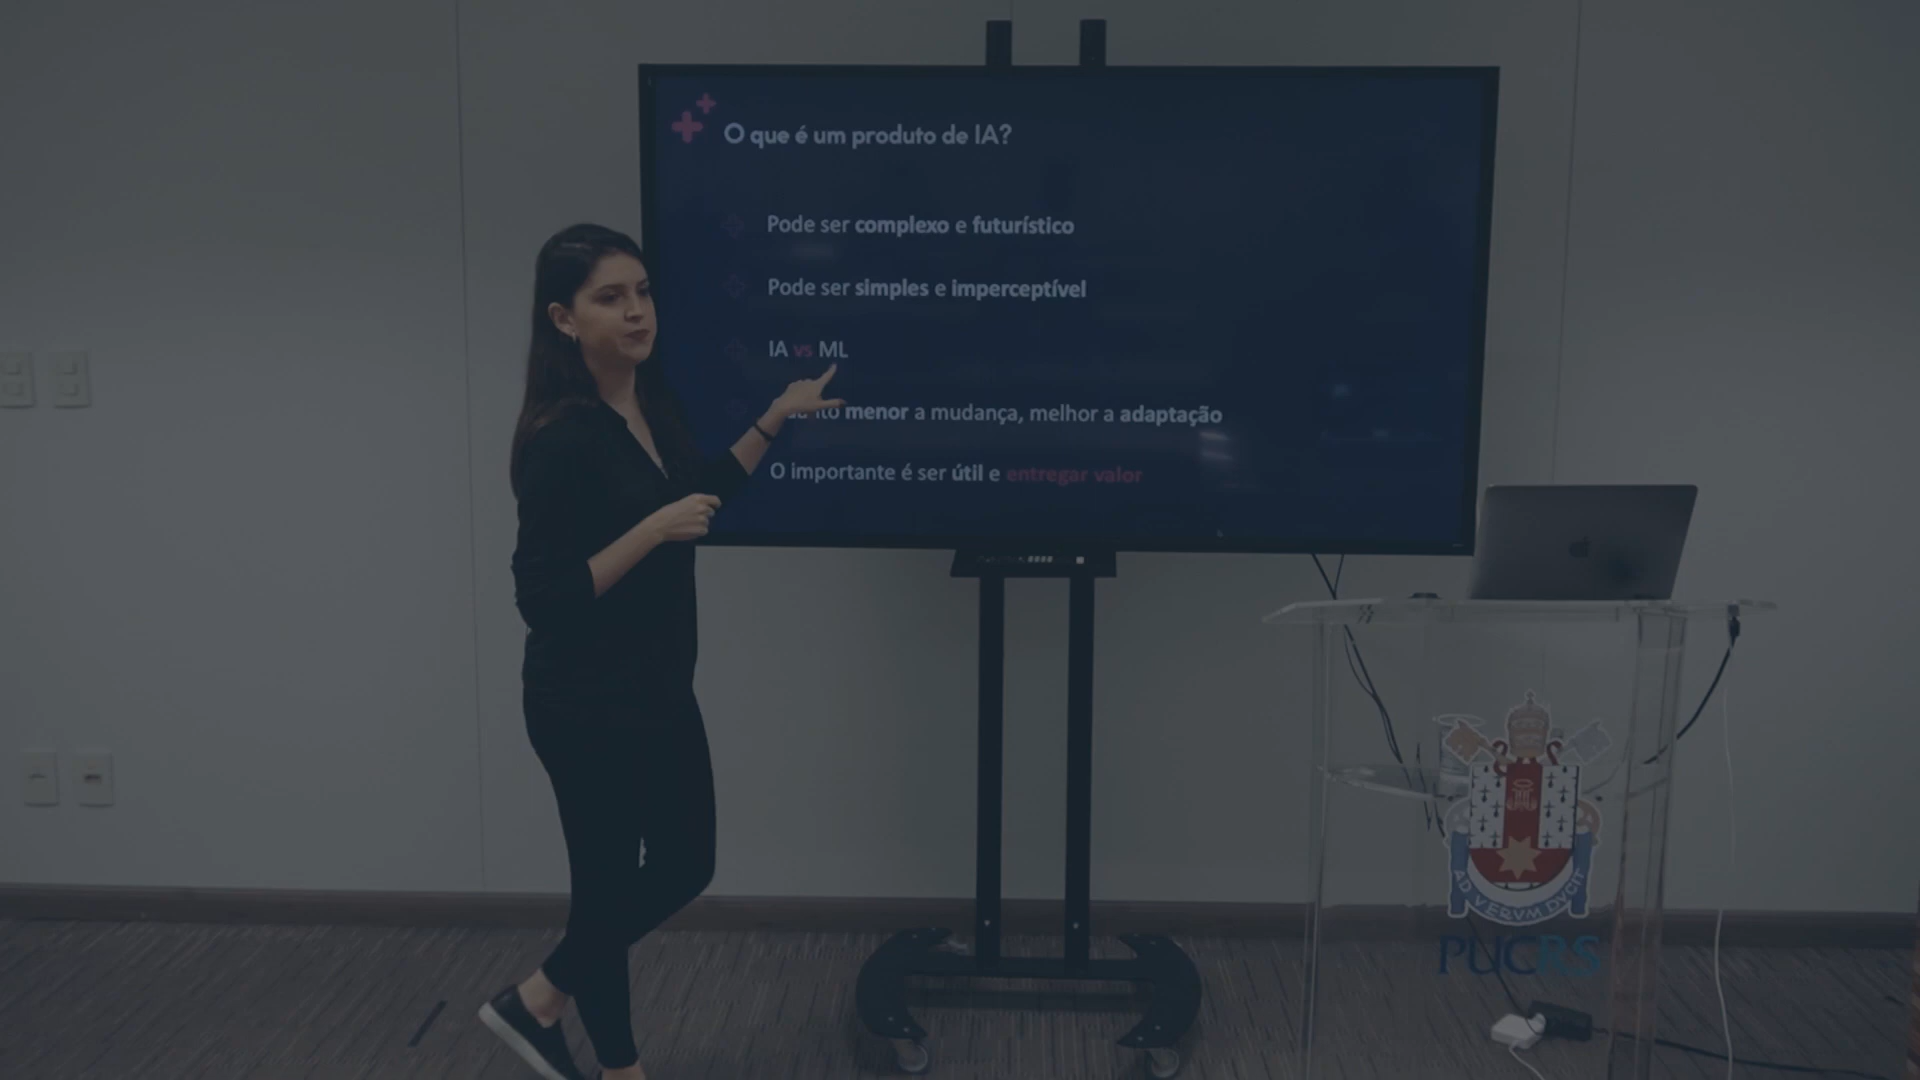 O que é um produto de IA?
Pode ser complexo e futurístico
Pode ser simples e imperceptível
IA vs ML
menor a mudança, melhor a adaptação
O importante é ser útil e entregar valor
AD VERVM DVCIT
PUCRS